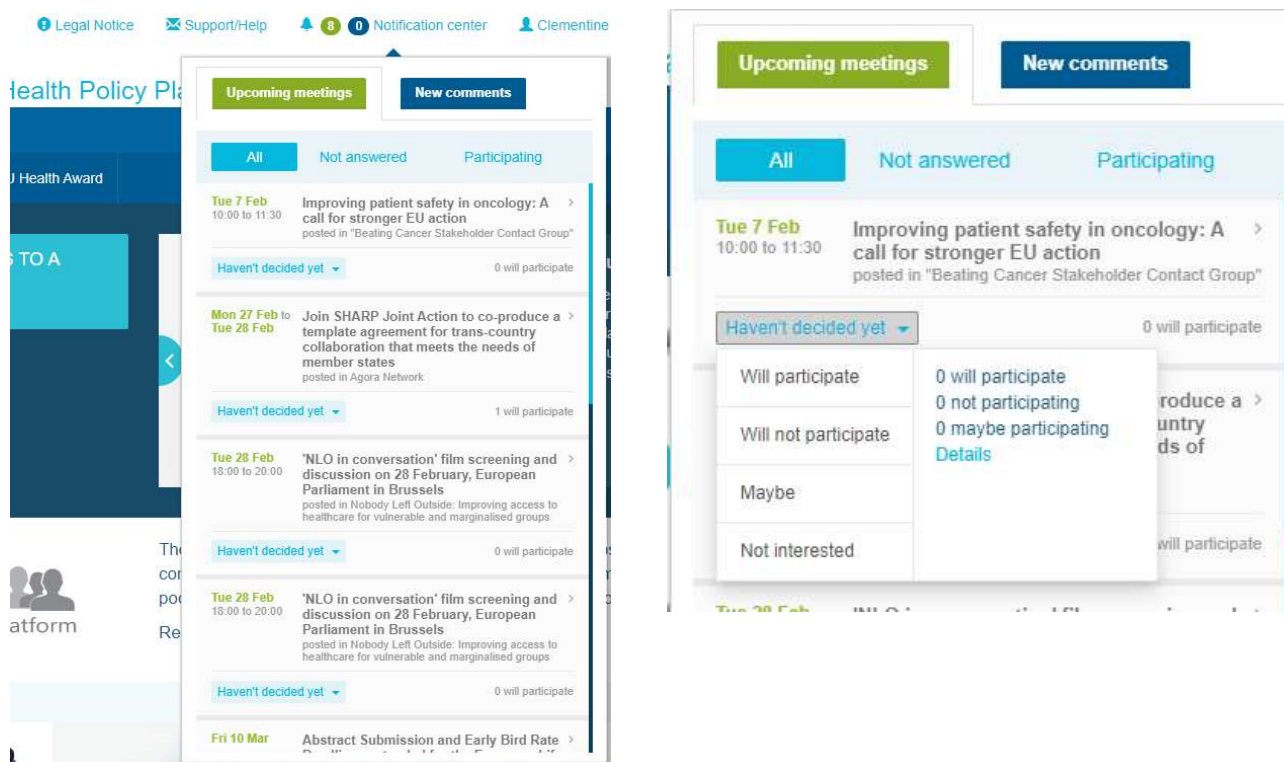 Legal Notice Support/Help 8 0 Notification center Clementine
Health Policy Pla
Upcoming meetings New comments
U Health Award
All Not answered Participating
Tue 7 Feb
10:00 to 11:30
Improving patient safety in oncology: A
call for stronger EU action
posted in "Beating Cancer Stakeholder Contact Group"
S TO A
Haven't decided yet 0 will participate
Mon 27 Feb to
Tue 28 Feb
Join SHARP Joint Action to co-produce a
template agreement for trans-country
collaboration that meets the needs of
member states
posted in Agora Network
Haven't decided yet 1 will participate
Tue 28 Feb
18:00 to 20:00
'NLO in conversation' film screening and
discussion on 28 February, European
Parliament in Brussels
posted in Nobody Left Outside: Improving access to
healthcare for vulnerable and marginalised groups
Haven't decided yet 0 will participate
The
con
poc
Re
atform
Tue 28 Feb
18:00 to 20:00
'NLO in conversation' film screening and
discussion on 28 February, European
Parliament in Brussels
posted in Nobody Left Outside: Improving access to
healthcare for vulnerable and marginalised groups
Haven't decided yet 0 will participate
Fri 10 Mar
Abstract Submission and Early Bird Rate
Upcoming meetings New comments
All Not answered Participating
Tue 7 Feb
10:00 to 11:30
Improving patient safety in oncology: A
call for stronger EU action
posted in "Beating Cancer Stakeholder Contact Group"
Haven't decided yet 0 will participate
Will participate
Will not participate
Maybe
Not interested
0 will participate
0 not participating
0 maybe participating
Details
roduce a
untry
ds of
will participate
Tue 28 Feb